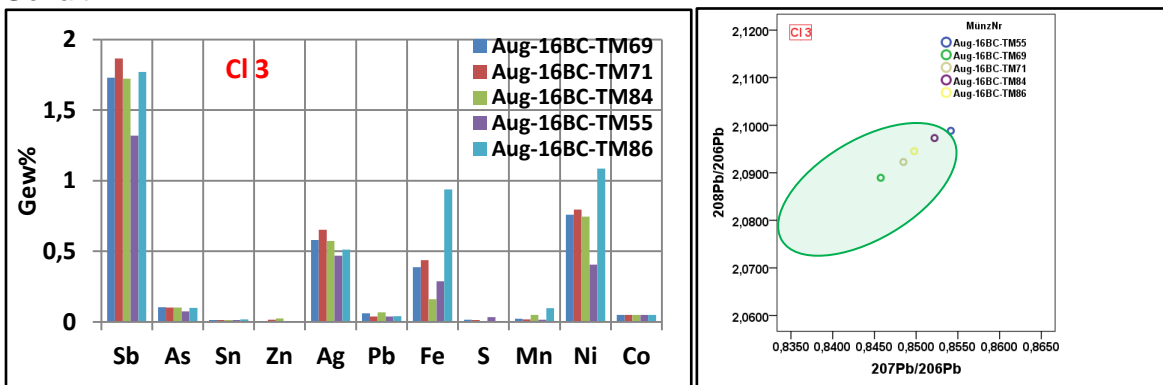 2
1,5
1
0,5
0
Gew%
Cl 3
Aug-16BC-TM69
Aug-16BC-TM71
Aug-16BC-TM84
Aug-16BC-TM55
Aug-16BC-TM86
Sb As Sn Zn Ag Pb Fe S Mn Ni Co
Cl 3
MünzNr
Aug-16BC-TM55
Aug-16BC-TM69
Aug-16BC-TM71
Aug-16BC-TM84
Aug-16BC-TM86
2,1200
2,1100
2,1000
2,0900
2,0800
2,0700
2,0600
208Pb/206Pb
0,8350 0,8400 0,8450 0,8500 0,8550 0,8600 0,8650
207Pb/206Pb